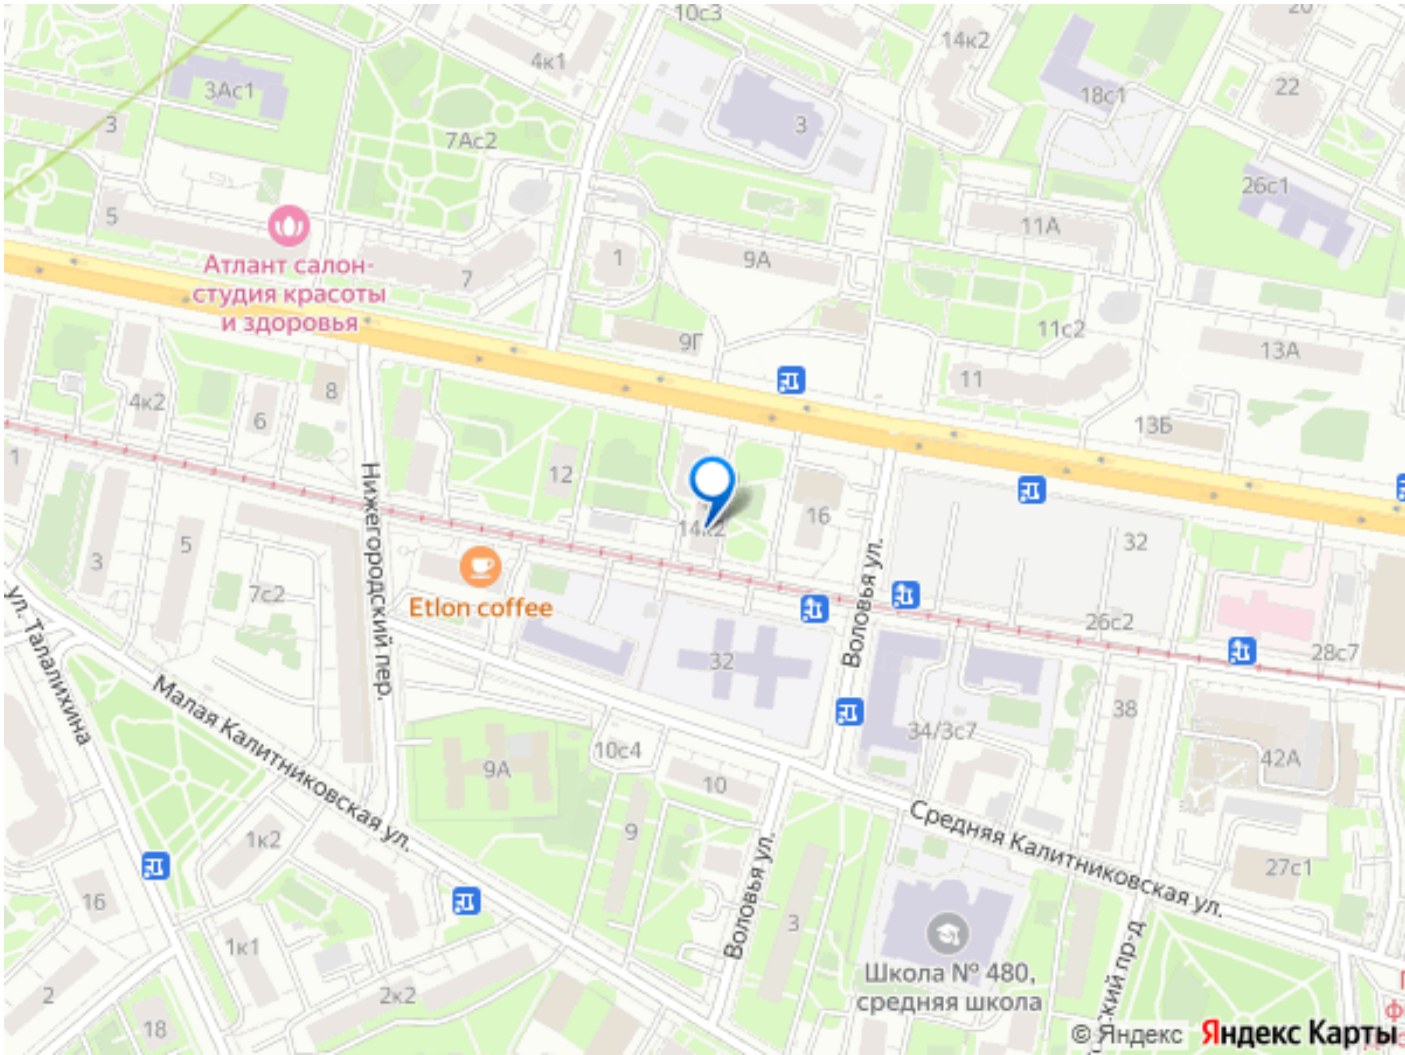 10с3
20
14к2
4к1
3Ас1
22
18с1
3
3
7Ас2
26с1
5
11А
1
9А
Атлант салон-
студия красоты
и здоровья
7
11с2
9Г
13А
11
8
4к2
6
13Б
1
12
16
14к2
32
3
5
Нижегородский пер.
Воловья ул.
7с2
Etlon coffee
26с2
28с7
32
ул. Талалихина
Малая Калитниковская ул.
38
34/3с7
10с4
42А
9А
10
Средняя Калитниковская ул.
1к2
9
27с1
16
Воловья ул.
3
1к1
Школа № 480,
средняя школа
-кий пр-д
2
2к2
18
© Яндекс Яндекс Карты